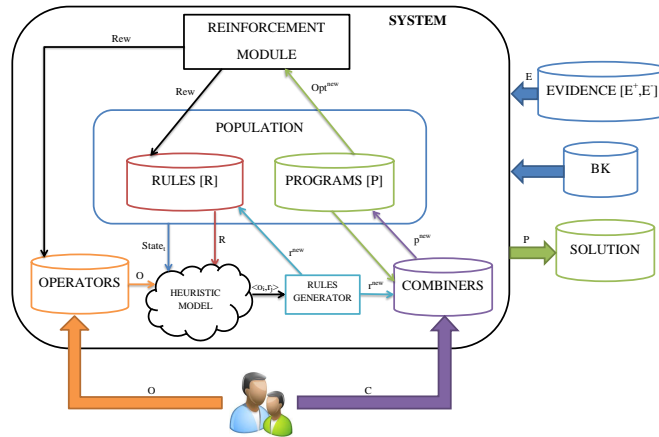 SYSTEM
REINFORCEMENT
MODULE
Rew
Rew
Opt^new
E
EVIDENCE [E⁺,E⁻]
POPULATION
RULES [R]
PROGRAMS [P]
BK
State_i
R
r^new
p^new
P
SOLUTION
OPERATORS
O
HEURISTIC
MODEL
<o_i,r_j>
RULES
GENERATOR
r^new
COMBINERS
O
C